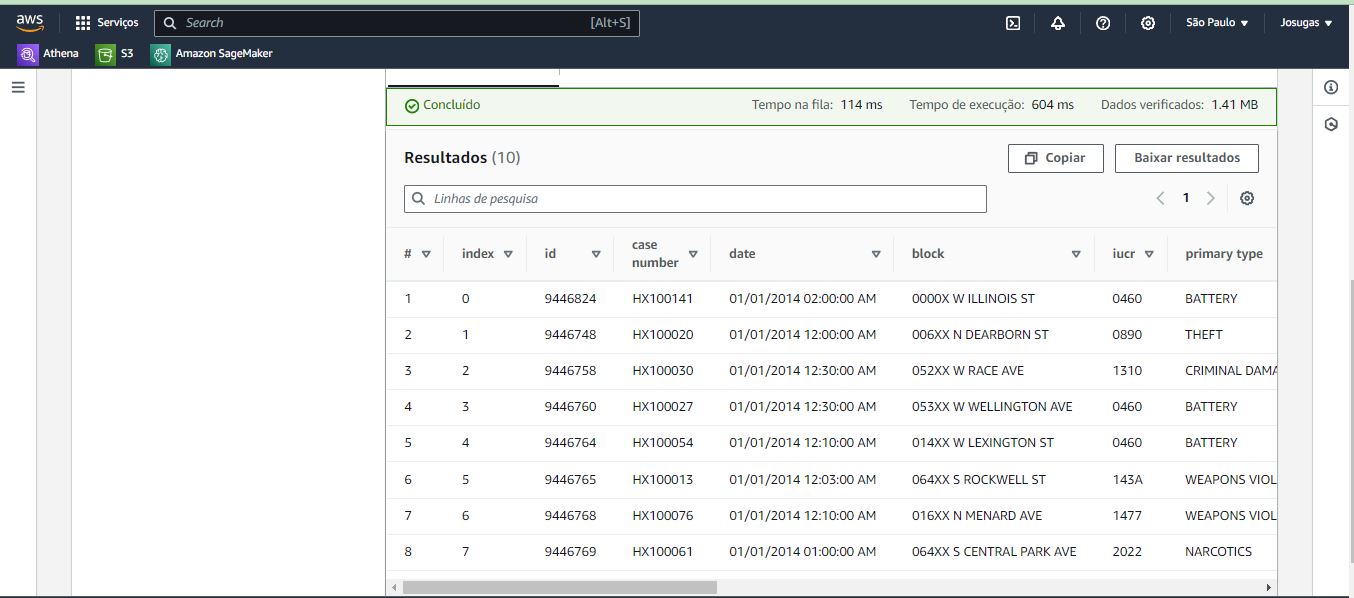 aws Serviços Search [Alt+S] São Paulo Josugas
Athena S3 Amazon SageMaker
Concluído Tempo na fila: 114 ms Tempo de execução: 604 ms Dados verificados: 1.41 MB
Resultados (10) Copiar Baixar resultados
Linhas de pesquisa 1
# index id case number date block iucr primary type
1 0 9446824 HX100141 01/01/2014 02:00:00 AM 0000X W ILLINOIS ST 0460 BATTERY
2 1 9446748 HX100020 01/01/2014 12:00:00 AM 006XX N DEARBORN ST 0890 THEFT
3 2 9446758 HX100030 01/01/2014 12:30:00 AM 052XX W RACE AVE 1310 CRIMINAL DAMA
4 3 9446760 HX100027 01/01/2014 12:30:00 AM 053XX W WELLINGTON AVE 0460 BATTERY
5 4 9446764 HX100054 01/01/2014 12:10:00 AM 014XX W LEXINGTON ST 0460 BATTERY
6 5 9446765 HX100013 01/01/2014 12:03:00 AM 064XX S ROCKWELL ST 143A WEAPONS VIOL
7 6 9446768 HX100076 01/01/2014 12:10:00 AM 016XX N MENARD AVE 1477 WEAPONS VIOL
8 7 9446769 HX100061 01/01/2014 01:00:00 AM 064XX S CENTRAL PARK AVE 2022 NARCOTICS